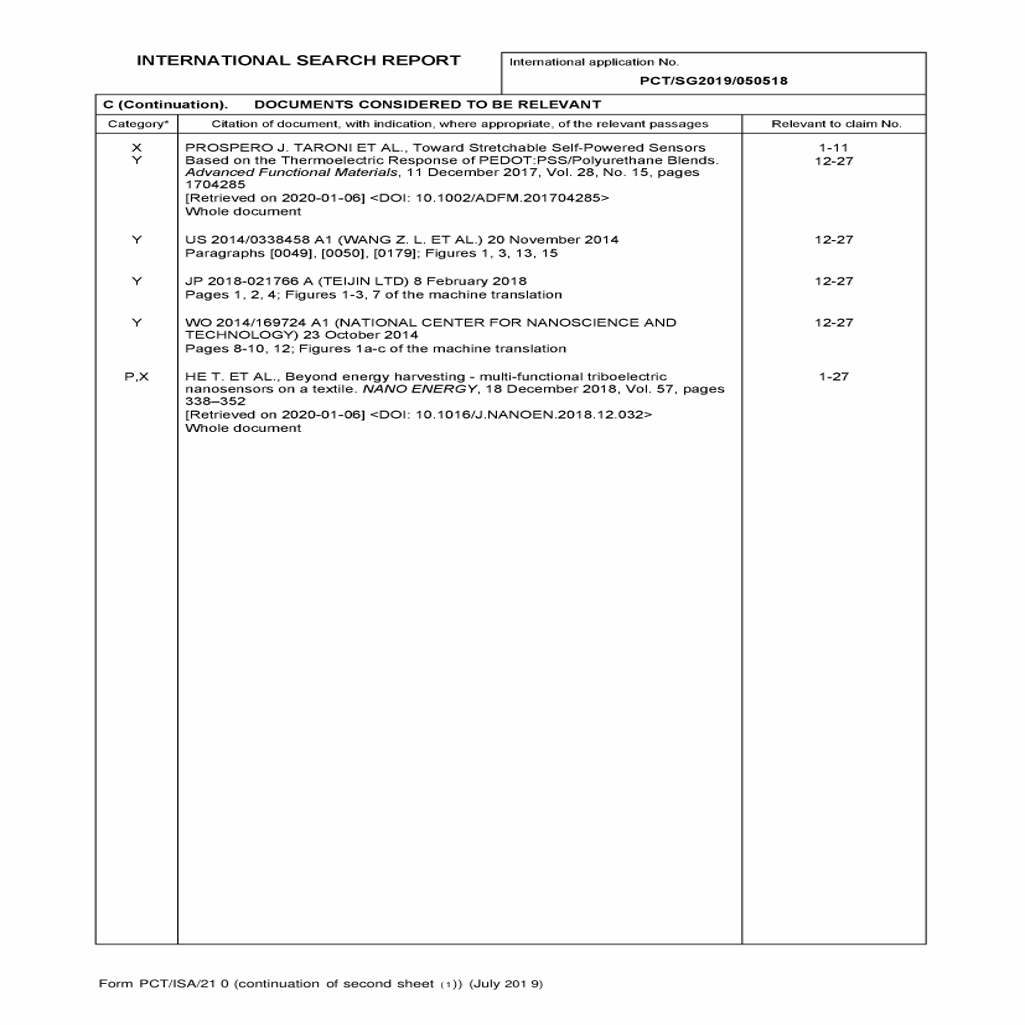 INTERNATIONAL SEARCH REPORT
International application No.
PCT/SG2019/050518
C (Continuation). DOCUMENTS CONSIDERED TO BE RELEVANT
Category* Citation of document, with indication, where appropriate, of the relevant passages Relevant to claim No.
X PROSPERO J. TARONI ET AL., Toward Stretchable Self-Powered Sensors 1-11
Y Based on the Thermoelectric Response of PEDOT:PSS/Polyurethane Blends. 12-27
Advanced Functional Materials, 11 December 2017, Vol. 28, No. 15, pages
1704285
[Retrieved on 2020-01-06] <DOI: 10.1002/ADFM.201704285>
Whole document
Y US 2014/0338458 A1 (WANG Z. L. ET AL.) 20 November 2014 12-27
Paragraphs [0049], [0050], [0179]; Figures 1, 3, 13, 15
Y JP 2018-021766 A (TEIJIN LTD) 8 February 2018 12-27
Pages 1, 2, 4; Figures 1-3, 7 of the machine translation
Y WO 2014/169724 A1 (NATIONAL CENTER FOR NANOSCIENCE AND 12-27
TECHNOLOGY) 23 October 2014
Pages 8-10, 12; Figures 1a-c of the machine translation
P,X HE T. ET AL., Beyond energy harvesting - multi-functional triboelectric 1-27
nanosensors on a textile. NANO ENERGY, 18 December 2018, Vol. 57, pages
338–352
[Retrieved on 2020-01-06] <DOI: 10.1016/J.NANOEN.2018.12.032>
Whole document
Form PCT/ISA/21 0 (continuation of second sheet (1)) (July 201 9)